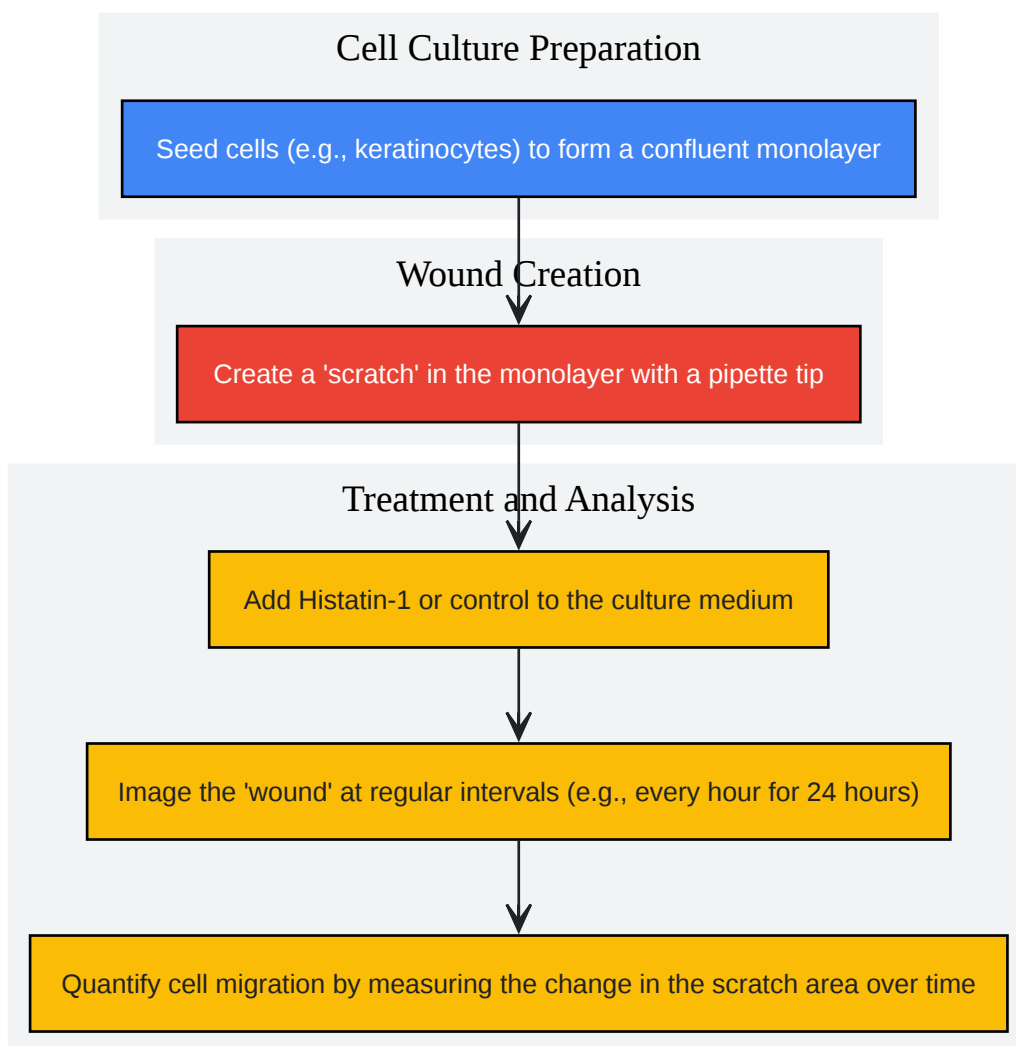 Cell Culture Preparation
Seed cells (e.g., keratinocytes) to form a confluent monolayer
Wound Creation
Create a 'scratch' in the monolayer with a pipette tip
Treatment and Analysis
Add Histatin-1 or control to the culture medium
Image the 'wound' at regular intervals (e.g., every hour for 24 hours)
Quantify cell migration by measuring the change in the scratch area over time